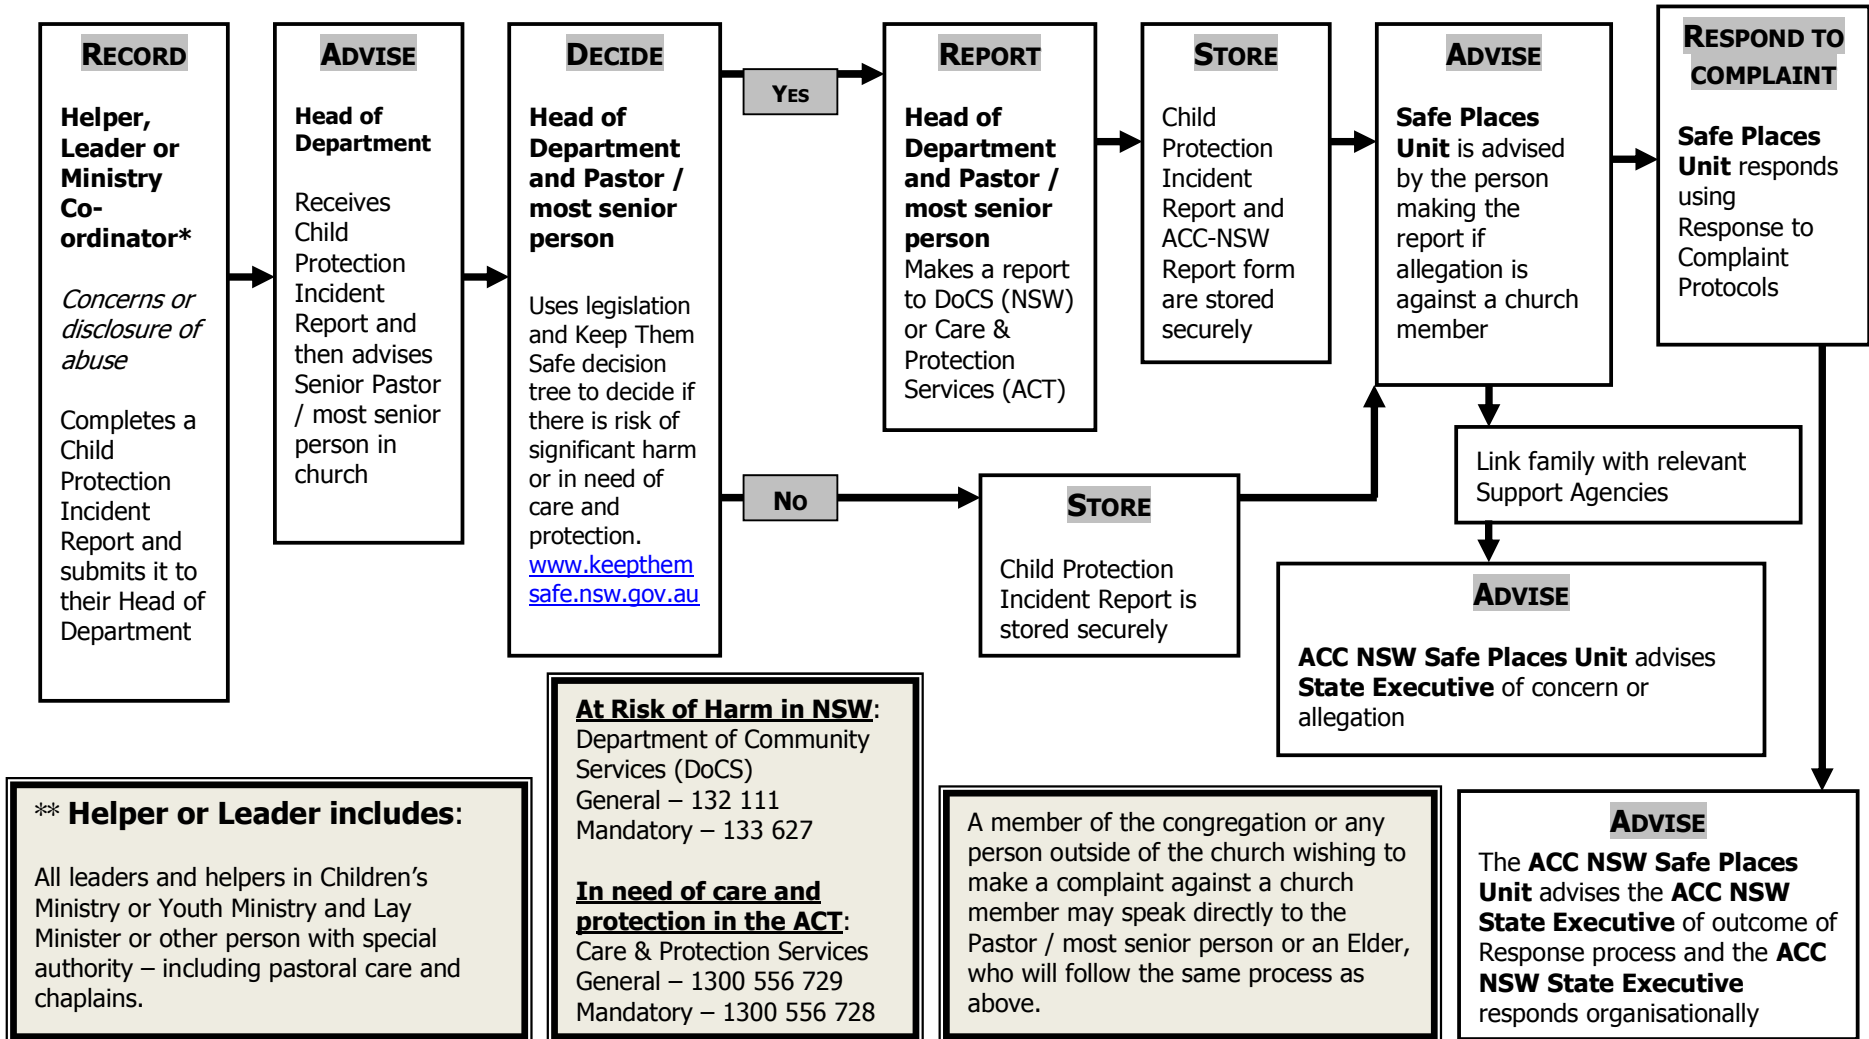 RECORD
Helper,
Leader or
Ministry
Co-
ordinator*
Concerns or
disclosure of
abuse
Completes a
Child
Protection
Incident
Report and
submits it to
their Head of
Department
ADVISE
Head of
Department
Receives
Child
Protection
Incident
Report and
then advises
Senior Pastor
/ most senior
person in
church
DECIDE
Head of
Department
and Pastor /
most senior
person
Uses legislation
and Keep Them
Safe decision
tree to decide if
there is risk of
significant harm
or in need of
care and
protection.
www.keepthem
safe.nsw.gov.au
YES
REPORT
Head of
Department
and Pastor /
most senior
person
Makes a report
to DoCS (NSW)
or Care &
Protection
Services (ACT)
STORE
Child
Protection
Incident
Report and
ACC-NSW
Report form
are stored
securely
ADVISE
Safe Places
Unit is advised
by the person
making the
report if
allegation is
against a church
member
RESPOND TO
COMPLAINT
Safe Places
Unit responds
using
Response to
Complaint
Protocols
NO
STORE
Child Protection
Incident Report is
stored securely
Link family with relevant
Support Agencies
ADVISE
ACC NSW Safe Places Unit advises
State Executive of concern or
allegation
** Helper or Leader includes:
All leaders and helpers in Children’s
Ministry or Youth Ministry and Lay
Minister or other person with special
authority – including pastoral care and
chaplains.
At Risk of Harm in NSW:
Department of Community
Services (DoCS)
General – 132 111
Mandatory – 133 627
In need of care and
protection in the ACT:
Care & Protection Services
General – 1300 556 729
Mandatory – 1300 556 728
A member of the congregation or any
person outside of the church wishing to
make a complaint against a church
member may speak directly to the
Pastor / most senior person or an Elder,
who will follow the same process as
above.
ADVISE
The ACC NSW Safe Places
Unit advises the ACC NSW
State Executive of outcome of
Response process and the ACC
NSW State Executive
responds organisationally